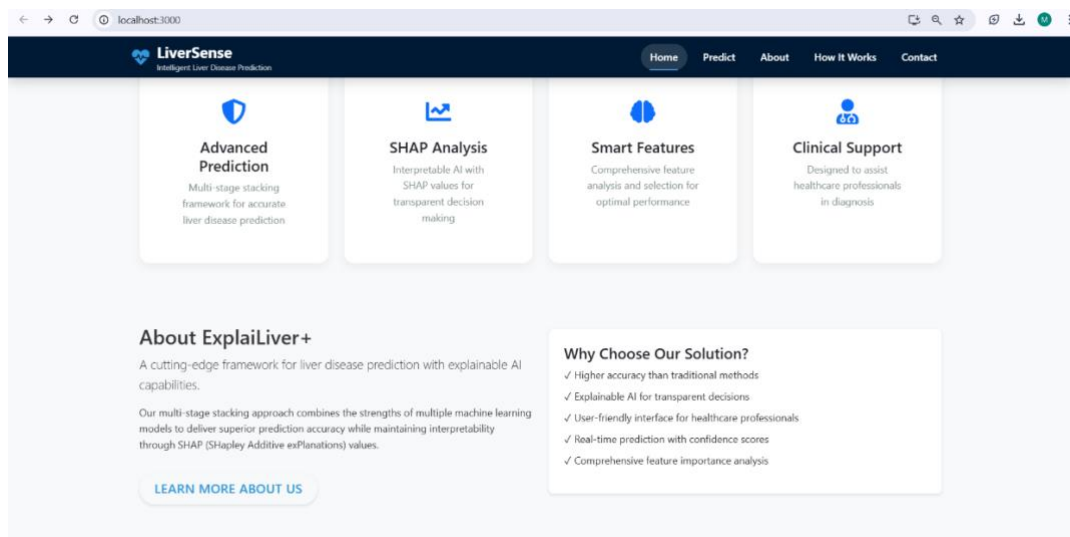 localhost:3000
M
LiverSense
Intelligent Liver Disease Prediction
Home Predict About How It Works Contact
Advanced
Prediction
Multi-stage stacking
framework for accurate
liver disease prediction
SHAP Analysis
Interpretable AI with
SHAP values for
transparent decision
making
Smart Features
Comprehensive feature
analysis and selection for
optimal performance
Clinical Support
Designed to assist
healthcare professionals
in diagnosis
About ExplaiLiver+
A cutting-edge framework for liver disease prediction with explainable AI
capabilities.
Our multi-stage stacking approach combines the strengths of multiple machine learning
models to deliver superior prediction accuracy while maintaining interpretability
through SHAP (SHapley Additive exPlanations) values.
LEARN MORE ABOUT US
Why Choose Our Solution?
✓ Higher accuracy than traditional methods
✓ Explainable AI for transparent decisions
✓ User-friendly interface for healthcare professionals
✓ Real-time prediction with confidence scores
✓ Comprehensive feature importance analysis